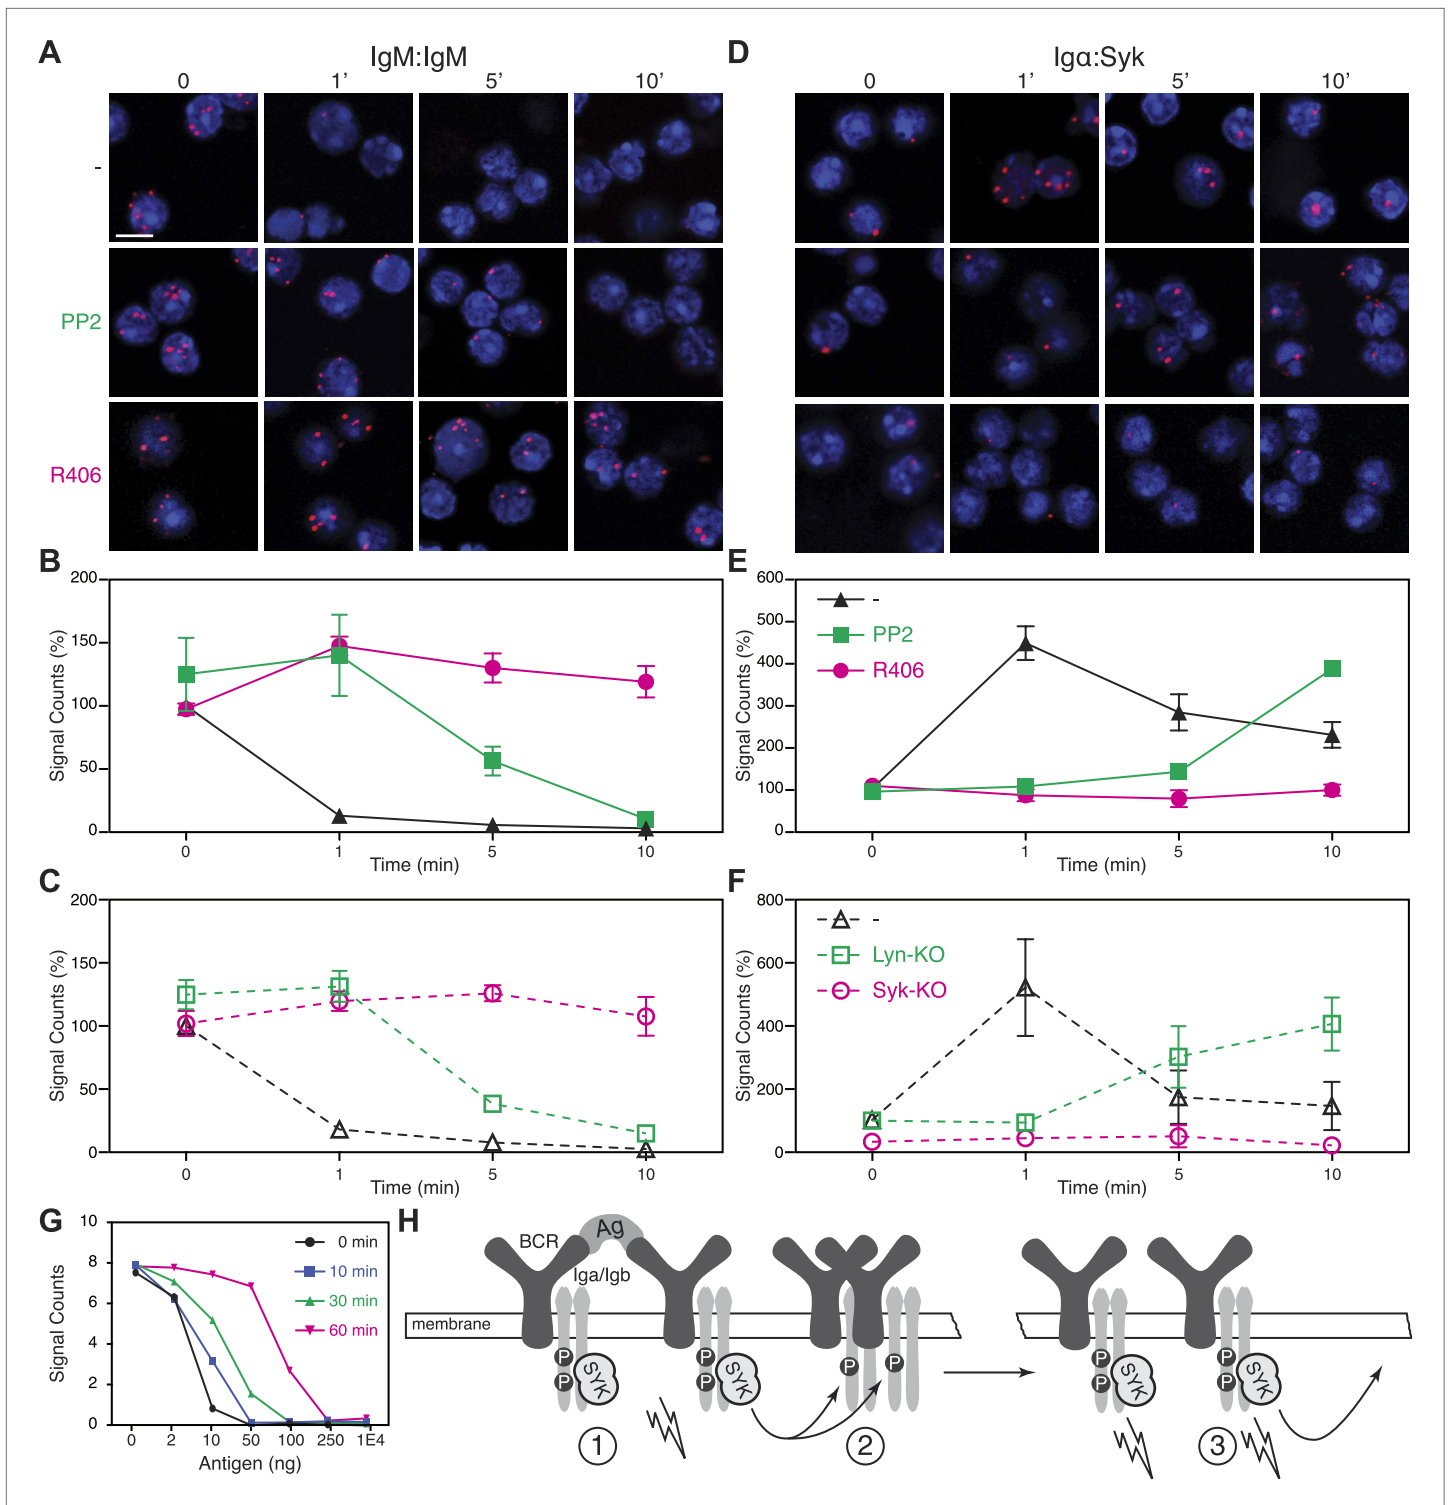 A
IgM:IgM
0 1’ 5’ 10’
-
PP2
R406
D
Igα:Syk
0 1’ 5’ 10’
B
200
150
100
50
0
Signal Counts (%)
0 1 5 10
Time (min)
E
600
500
400
300
200
100
0
Signal Counts (%)
-
PP2
R406
0 1 5 10
Time (min)
C
200
150
100
50
0
Signal Counts (%)
0 1 5 10
Time (min)
F
800
600
400
200
0
Signal Counts (%)
-
Lyn-KO
Syk-KO
0 1 5 10
Time (min)
G
10
8
6
4
2
0
Signal Counts
0 min
10 min
30 min
60 min
0 2 10 50 100 250 1E4
Antigen (ng)
H
BCR
Ag
Iga/Igb
membrane
P
P
SYK
P
P
SYK
P
P
P
P
SYK
P
P
SYK
1
2
3